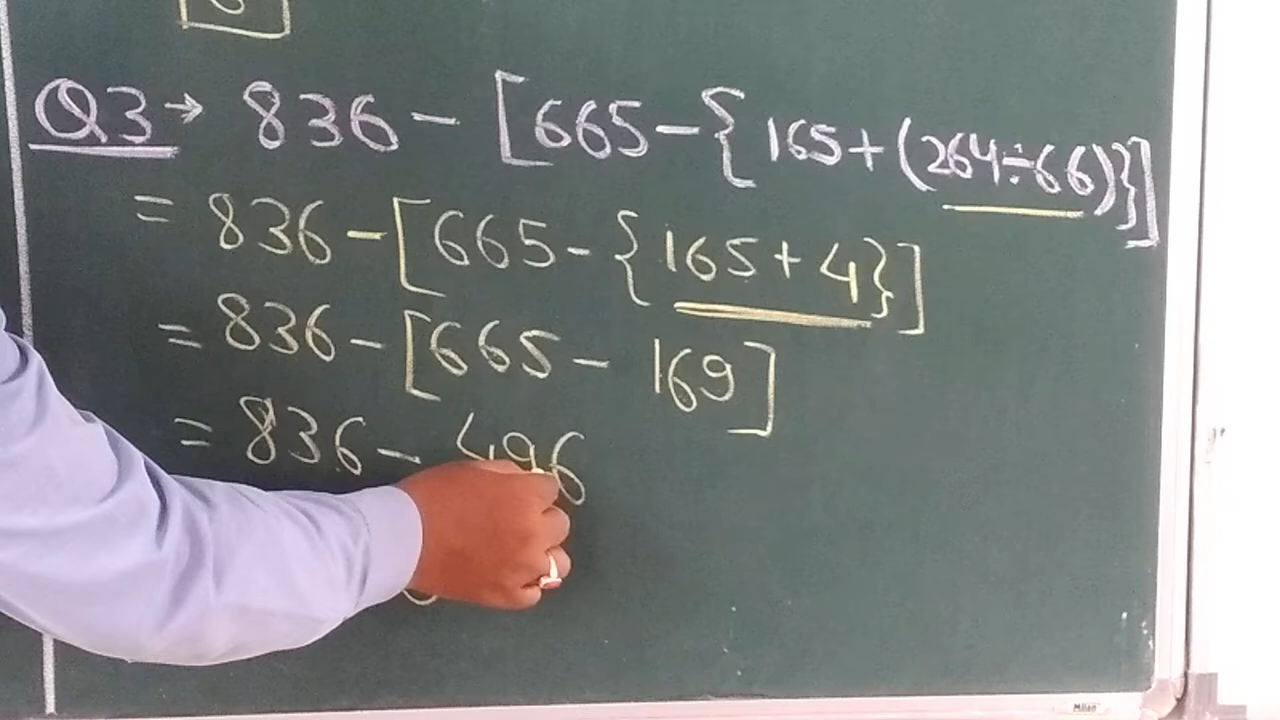 Q3 → 836 - [665 - {165 + (264 ÷ 66)}]
= 836 - [665 - {165 + 4}]
= 836 - [665 - 169]
= 836 - 496